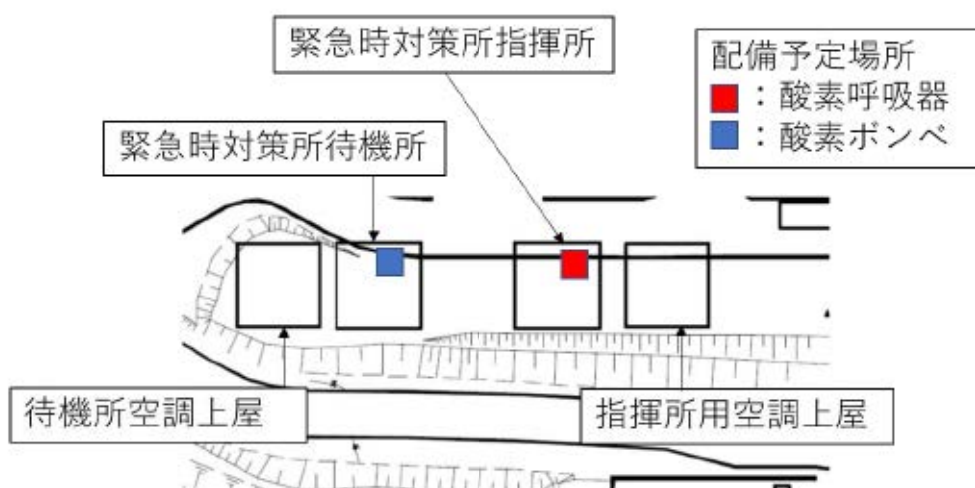 緊急時対策所指揮所
配備予定場所
：酸素呼吸器
：酸素ボンベ
緊急時対策所待機所
待機所空調上屋
指揮所用空調上屋